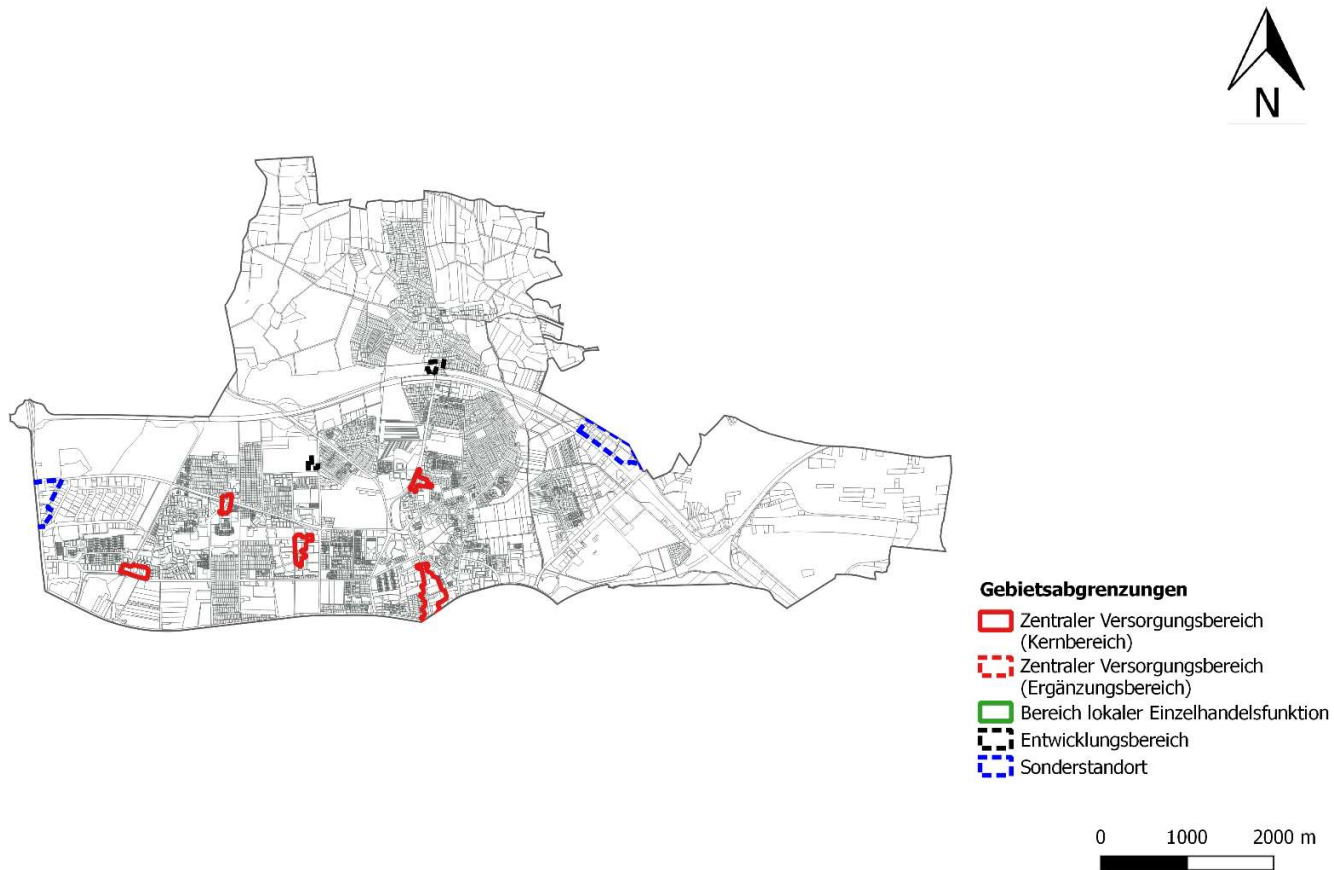 N
Gebietsabgrenzungen
Zentraler Versorgungsbereich
(Kernbereich)
Zentraler Versorgungsbereich
(Ergänzungsbereich)
Bereich lokaler Einzelhandelsfunktion
Entwicklungsbereich
Sonderstandort
0 1000 2000 m